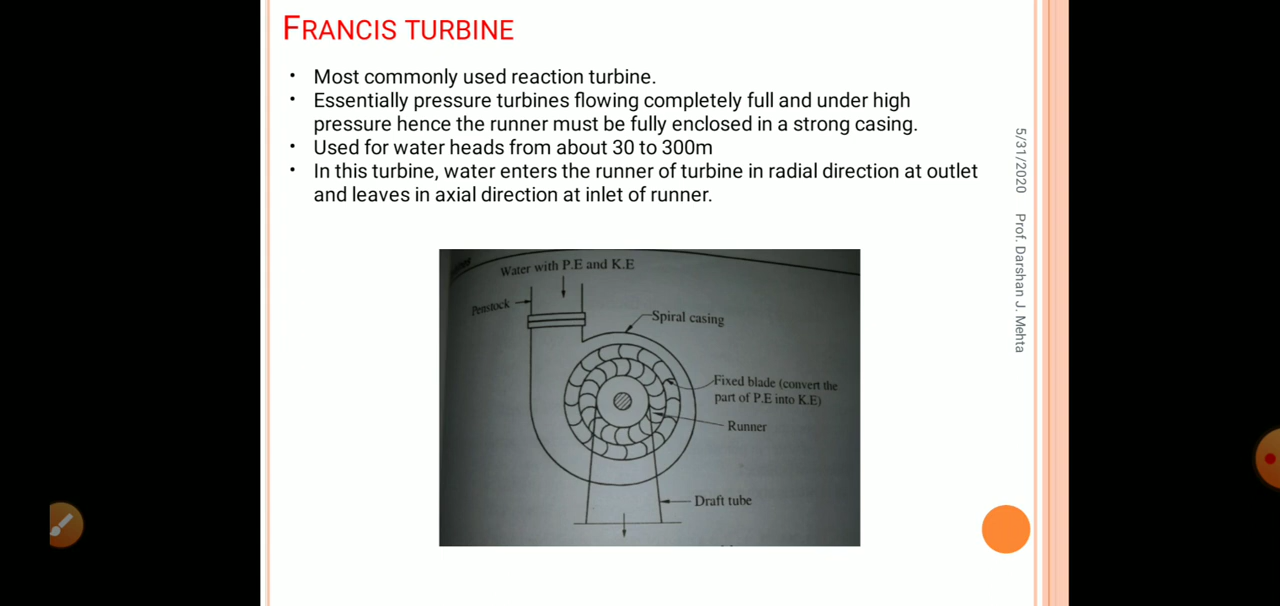 FRANCIS TURBINE
• Most commonly used reaction turbine.
• Essentially pressure turbines flowing completely full and under high
pressure hence the runner must be fully enclosed in a strong casing.
• Used for water heads from about 30 to 300m
• In this turbine, water enters the runner of turbine in radial direction at outlet
and leaves in axial direction at inlet of runner.
5/31/2020 Prof. Darshan J. Mehta
Water with P.E and K.E
Penstock
Spiral casing
Fixed blade (convert the
part of P.E into K.E)
Runner
Draft tube